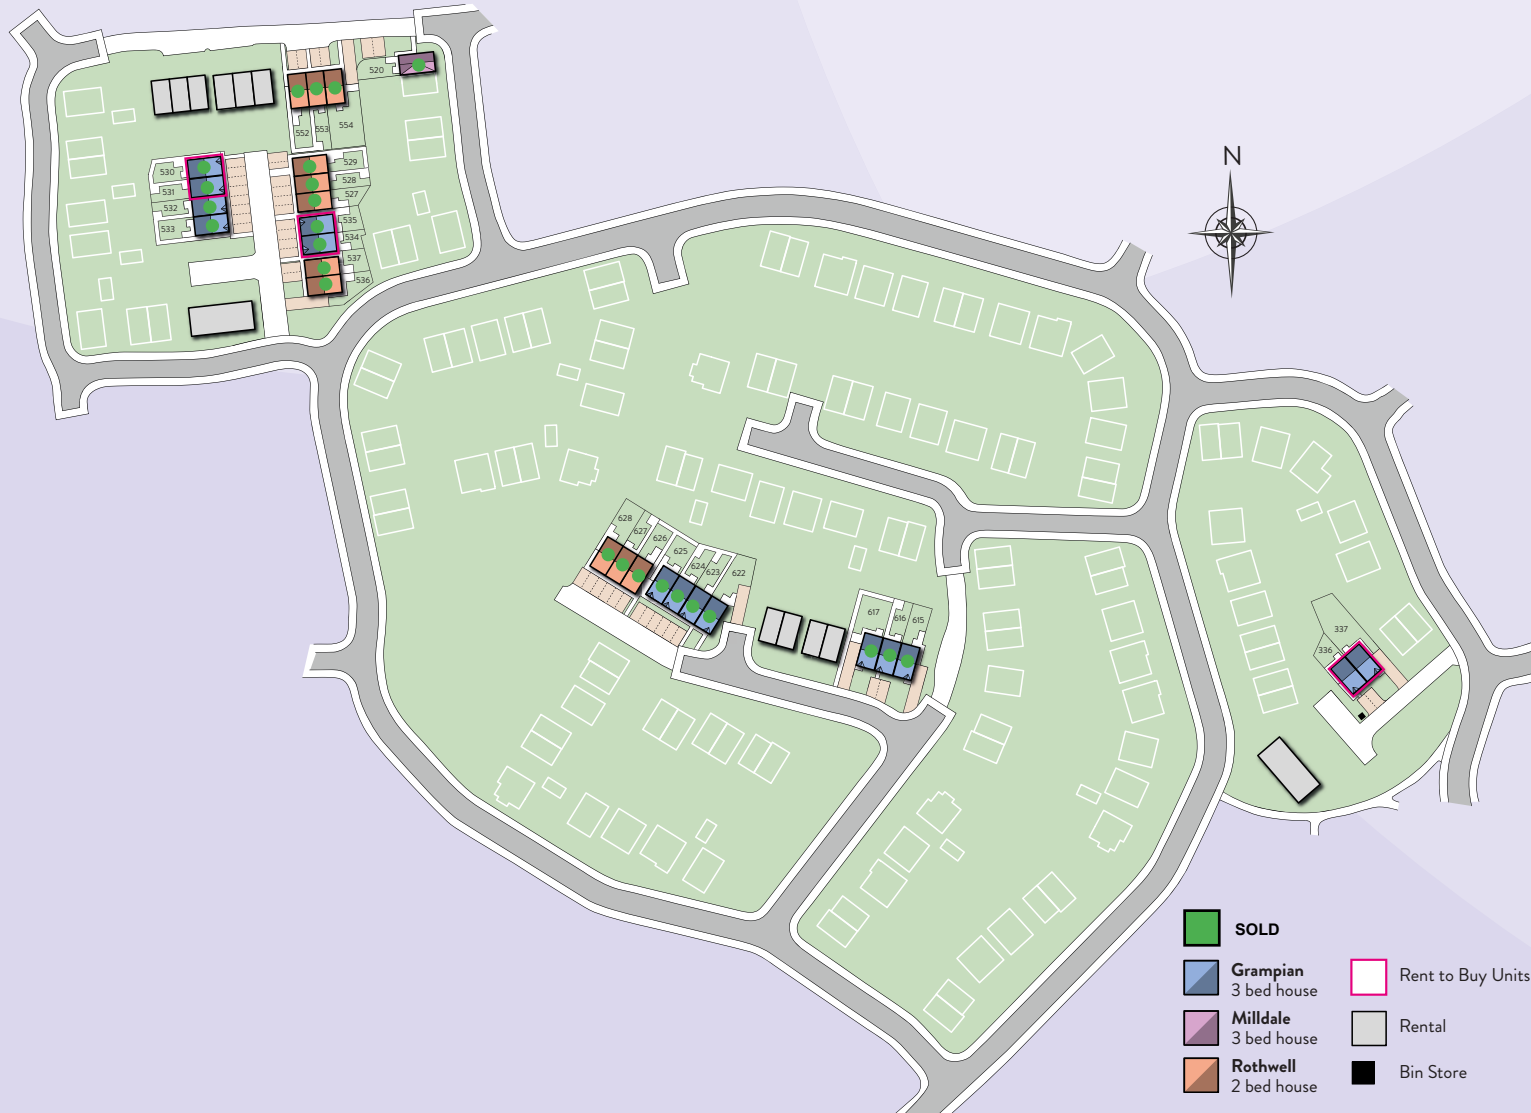 520
552
553
554
529
528
527
530
531
532
533
535
534
537
536
N
628
627
626
625
624
623
622
617
616
615
337
336
SOLD
Grampian
3 bed house
Milldale
3 bed house
Rothwell
2 bed house
Rent to Buy Units
Rental
Bin Store